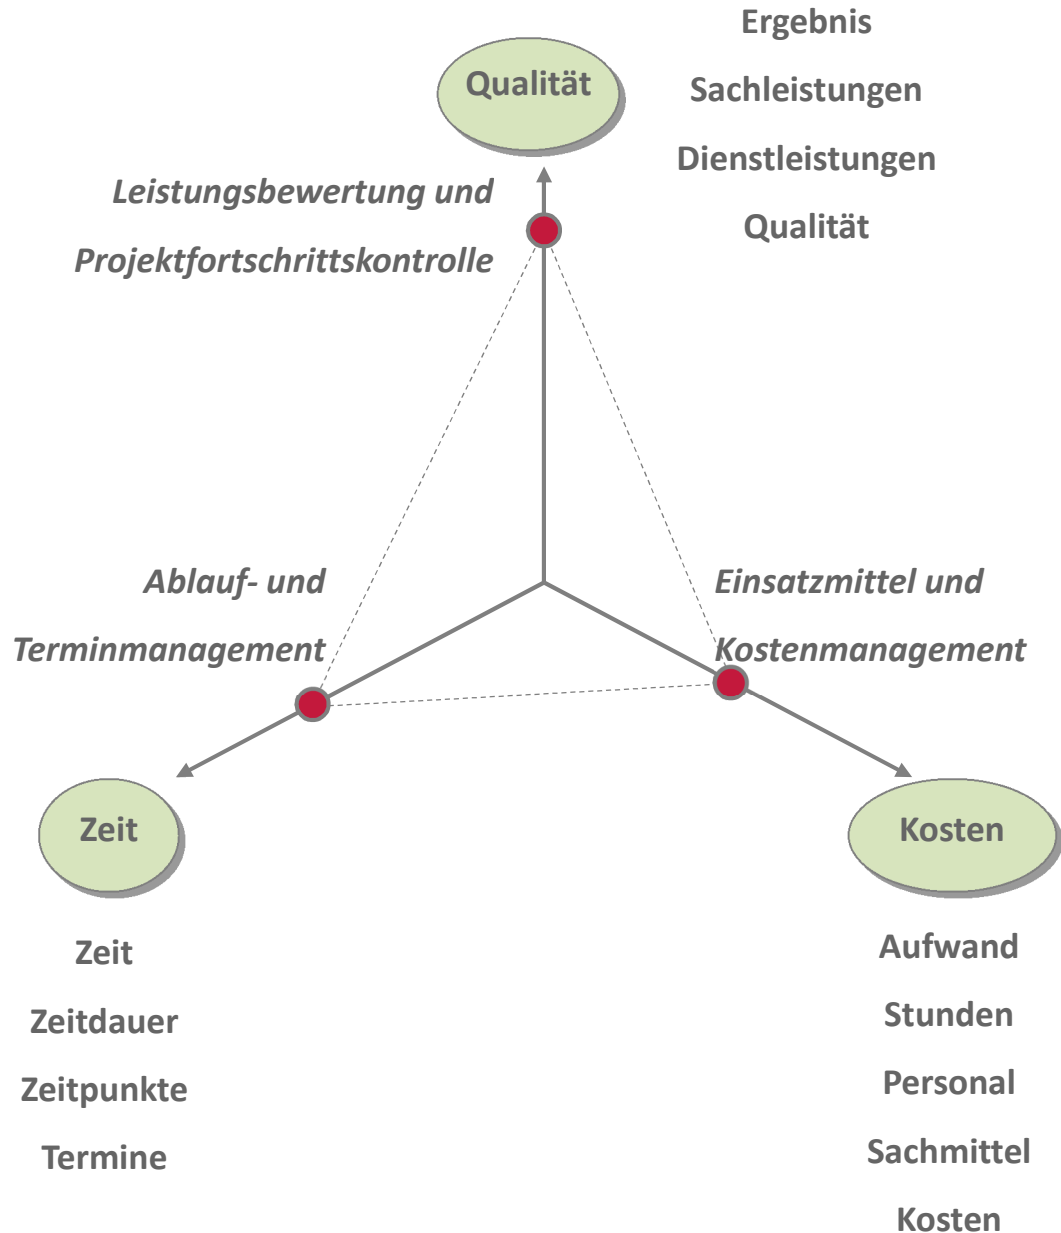 Qualität
Ergebnis
Sachleistungen
Dienstleistungen
Qualität
Leistungsbewertung und
Projektfortschrittskontrolle
Ablauf- und
Terminmanagement
Einsatzmittel und
Kostenmanagement
Zeit
Zeit
Zeitdauer
Zeitpunkte
Termine
Kosten
Aufwand
Stunden
Personal
Sachmittel
Kosten